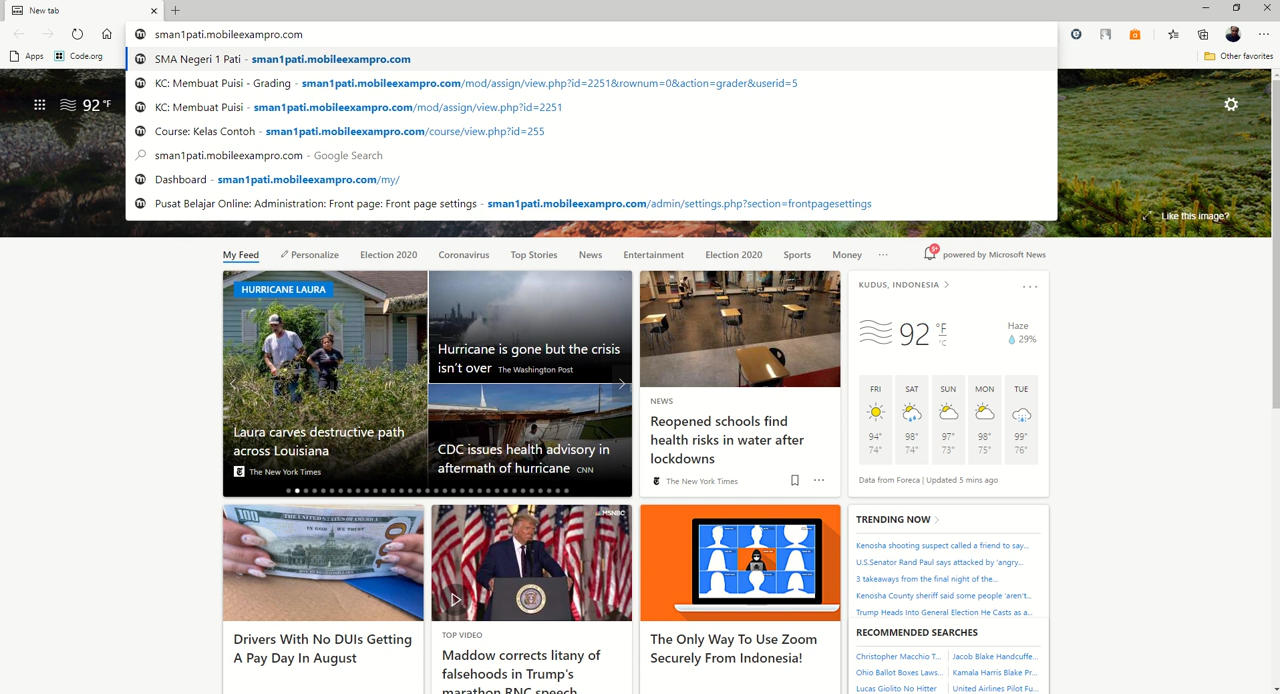 New tab
sman1pati.mobileexampro.com
Apps
Code.org
Other favorites
SMA Negeri 1 Pati - sman1pati.mobileexampro.com
KC: Membuat Puisi - Grading - sman1pati.mobileexampro.com/mod/assign/view.php?id=2251&rownum=0&action=grader&userid=5
KC: Membuat Puisi - sman1pati.mobileexampro.com/mod/assign/view.php?id=2251
Course: Kelas Contoh - sman1pati.mobileexampro.com/course/view.php?id=255
sman1pati.mobileexampro.com - Google Search
Dashboard - sman1pati.mobileexampro.com/my/
Pusat Belajar Online: Administration: Front page: Front page settings - sman1pati.mobileexampro.com/admin/settings.php?section=frontpagesettings
92 °F
Like this image?
My Feed
Personalize
Election 2020
Coronavirus
Top Stories
News
Entertainment
Election 2020
Sports
Money
...
powered by Microsoft News
HURRICANE LAURA
Laura carves destructive path
across Louisiana
The New York Times
Hurricane is gone but the crisis
isn't over The Washington Post
CDC issues health advisory in
aftermath of hurricane CNN
NEWS
Reopened schools find
health risks in water after
lockdowns
The New York Times
KUDUS, INDONESIA
92 °F
°C
Haze
29%
FRI SAT SUN MON TUE
94° 98° 97° 98° 99°
74° 74° 73° 75° 76°
Data from Foreca | Updated 5 mins ago
Drivers With No DUIs Getting
A Pay Day In August
MSNBC
TOP VIDEO
Maddow corrects litany of
falsehoods in Trump's
marathon RNC speech
The Only Way To Use Zoom
Securely From Indonesia!
TRENDING NOW
Kenosha shooting suspect called a friend to say...
U.S.Senator Rand Paul says attacked by 'angry...
3 takeaways from the final night of the...
Kenosha County sheriff said some people 'aren't...
Trump Heads Into General Election He Casts as a...
RECOMMENDED SEARCHES
Christopher Macchio T... Jacob Blake Handcuffe...
Ohio Ballot Boxes Laws... Kamala Harris Blake Pr...
Lucas Giolito No Hitter United Airlines Pilot Fu...